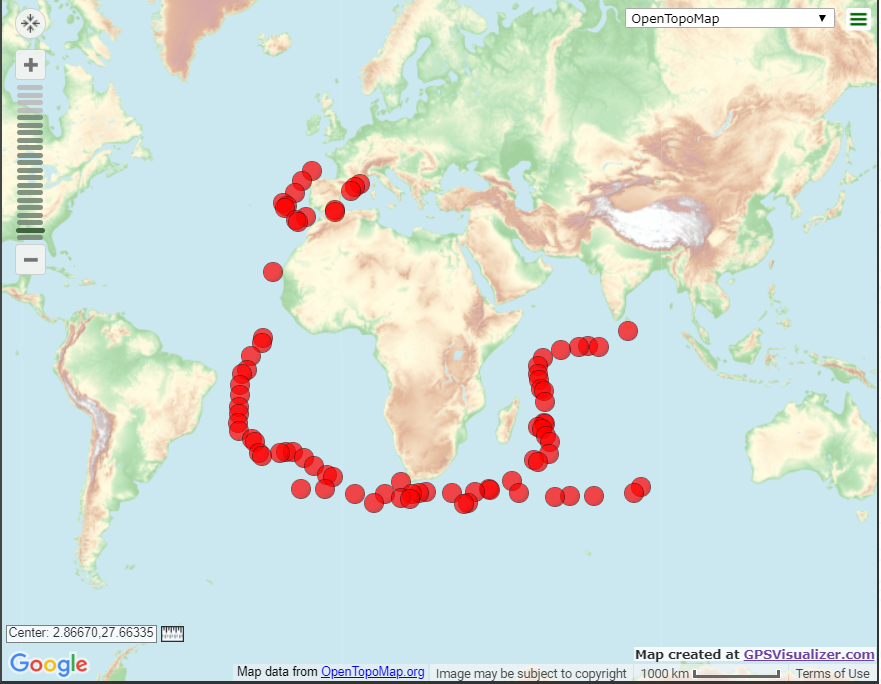 OpenTopoMap
Center: 2.86670,27.66335
Map created at GPSVisualizer.com
Google
Map data from OpenTopoMap.org
Image may be subject to copyright
1000 km
Terms of Use